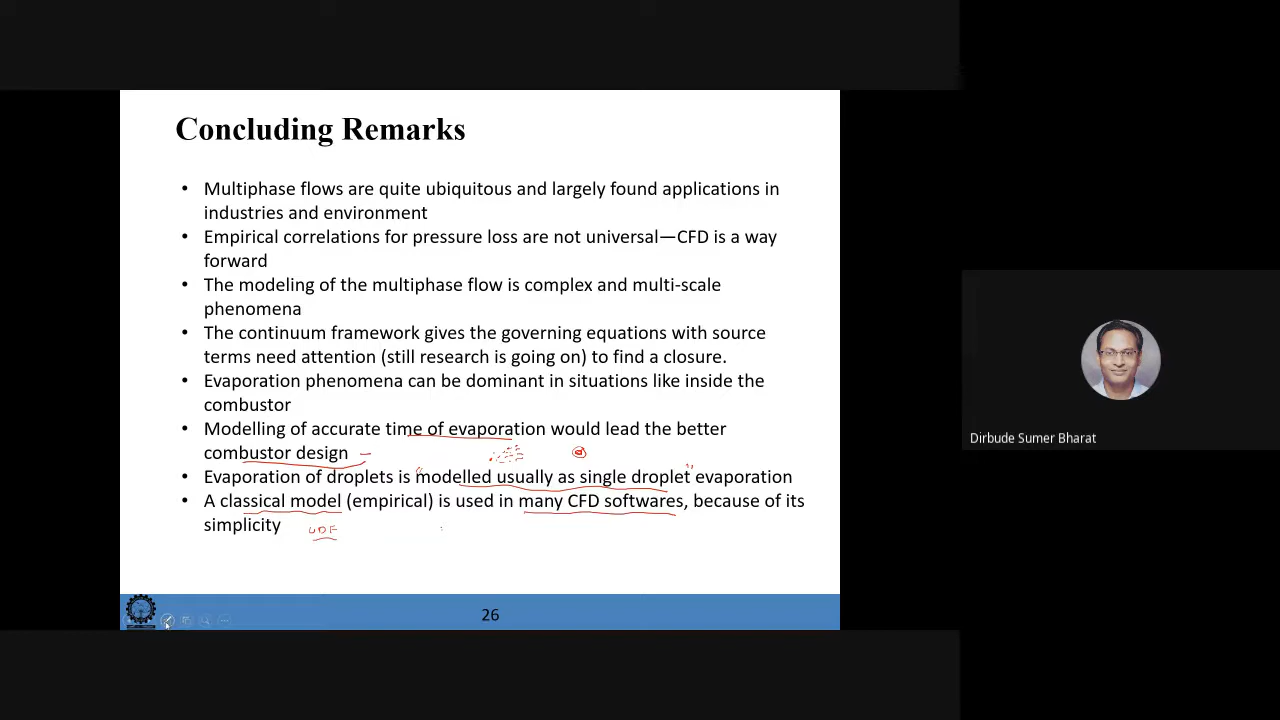 Concluding Remarks
• Multiphase flows are quite ubiquitous and largely found applications in
industries and environment
• Empirical correlations for pressure loss are not universal—CFD is a way
forward
• The modeling of the multiphase flow is complex and multi-scale
phenomena
• The continuum framework gives the governing equations with source
terms need attention (still research is going on) to find a closure.
• Evaporation phenomena can be dominant in situations like inside the
combustor
• Modelling of accurate time of evaporation would lead the better
combustor design
• Evaporation of droplets is modelled usually as single droplet evaporation
• A classical model (empirical) is used in many CFD softwares, because of its
simplicity
UDF
26
Dirbude Sumer Bharat